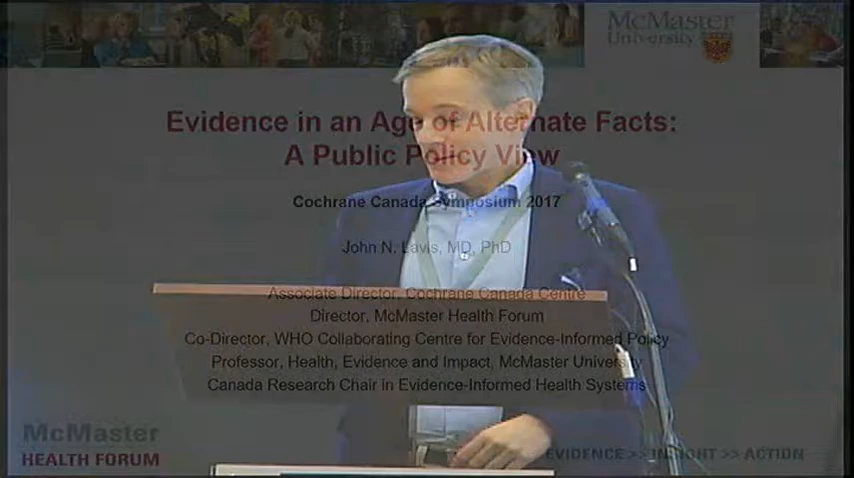 McMaster
University
Evidence in an Age of Alternate Facts:
A Public Policy View
Cochrane Canada Symposium 2017
John N. Lavis, MD, PhD
Associate Director, Cochrane Canada Centre
Director, McMaster Health Forum
Co-Director, WHO Collaborating Centre for Evidence-Informed Policy
Professor, Health, Evidence and Impact, McMaster University
Canada Research Chair in Evidence-Informed Health Systems
McMaster
HEALTH FORUM
EVIDENCE >> INSIGHT >> ACTION